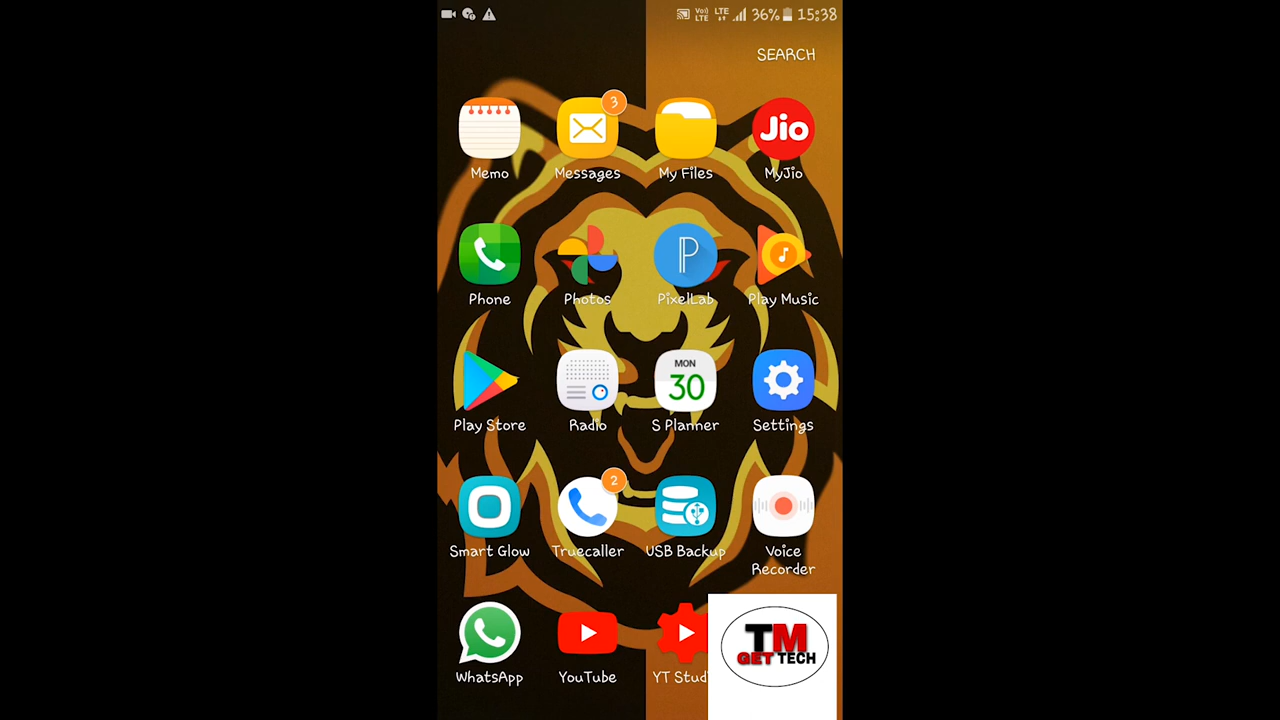 VoJ LTE LTE 36% 15:38
SEARCH
3
Memo Messages My Files Jio MyJio
Phone Photos P PixelLab Play Music
MON
30
Play Store Radio S Planner Settings
2
Smart Glow Truecaller USB Backup Voice Recorder
WhatsApp YouTube YT Stud
TM
GET TECH